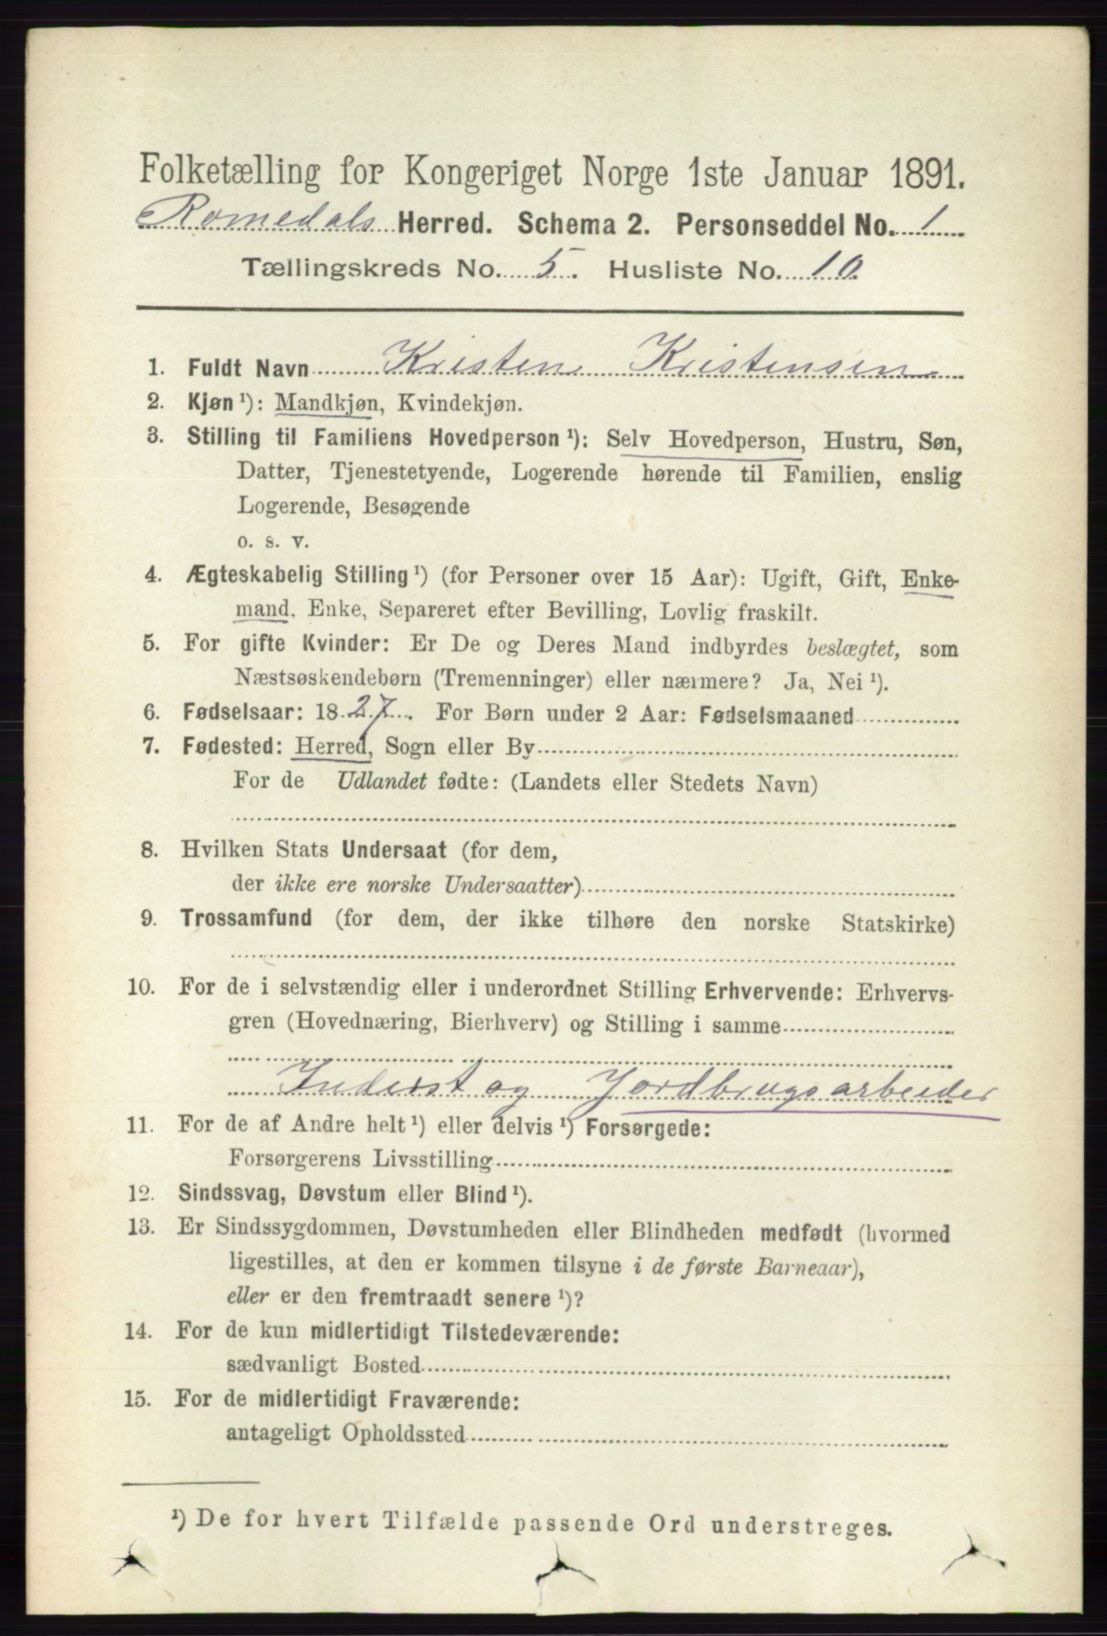 Folketælling for Kongeriget Norge 1ste Januar 1891.
Romedals Herred. Schema 2. Personseddel No. 1
Tællingskreds No. 5. Husliste No. 10.
1. Fuldt Navn Kristen Kristensen
2. Kjøn ¹): Mandkjøn, Kvindekjøn.
3. Stilling til Familiens Hovedperson ¹): Selv Hovedperson, Hustru, Søn,
Datter, Tjenestetyende, Logerende hørende til Familien, enslig
Logerende, Besøgende
o. s. v.
4. Ægteskabelig Stilling ¹) (for Personer over 15 Aar): Ugift, Gift, Enke-
mand, Enke, Separeret efter Bevilling, Lovlig fraskilt.
5. For gifte Kvinder: Er De og Deres Mand indbyrdes beslægtet, som
Næstsøskendebørn (Tremenninger) eller nærmere? Ja, Nei ¹).
6. Fødselsaar: 1827. For Børn under 2 Aar: Fødselsmaaned
7. Fødested: Herred, Sogn eller By
For de Udlandet fødte: (Landets eller Stedets Navn)
8. Hvilken Stats Undersaat (for dem,
der ikke ere norske Undersaatter)
9. Trossamfund (for dem, der ikke tilhøre den norske Statskirke)
10. For de i selvstændig eller i underordnet Stilling Erhvervende: Erhvervs-
gren (Hovednæring, Bierhverv) og Stilling i samme
Inderst og Jordbrugsarbeider
11. For de af Andre helt ¹) eller delvis ¹) Forsørgede:
Forsørgerens Livsstilling
12. Sindssvag, Døvstum eller Blind ¹).
13. Er Sindssygdommen, Døvstumheden eller Blindheden medfødt (hvormed
ligestilles, at den er kommen tilsyne i de første Barneaar),
eller er den fremtraadt senere ¹)?
14. For de kun midlertidigt Tilstedeværende:
sædvanligt Bosted
15. For de midlertidigt Fraværende:
antageligt Opholdssted
¹) De for hvert Tilfælde passende Ord understreges.